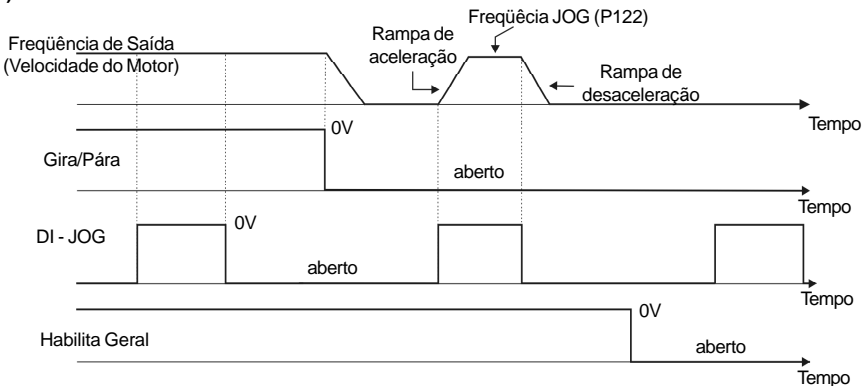 )
Freqüêcia JOG (P122)
Rampa de
aceleração
Freqüência de Saída
(Velocidade do Motor)
Rampa de
desaceleração
Tempo
0V
Gira/Pára
aberto
Tempo
0V
DI - JOG
aberto
Tempo
0V
Habilita Geral
aberto
Tempo